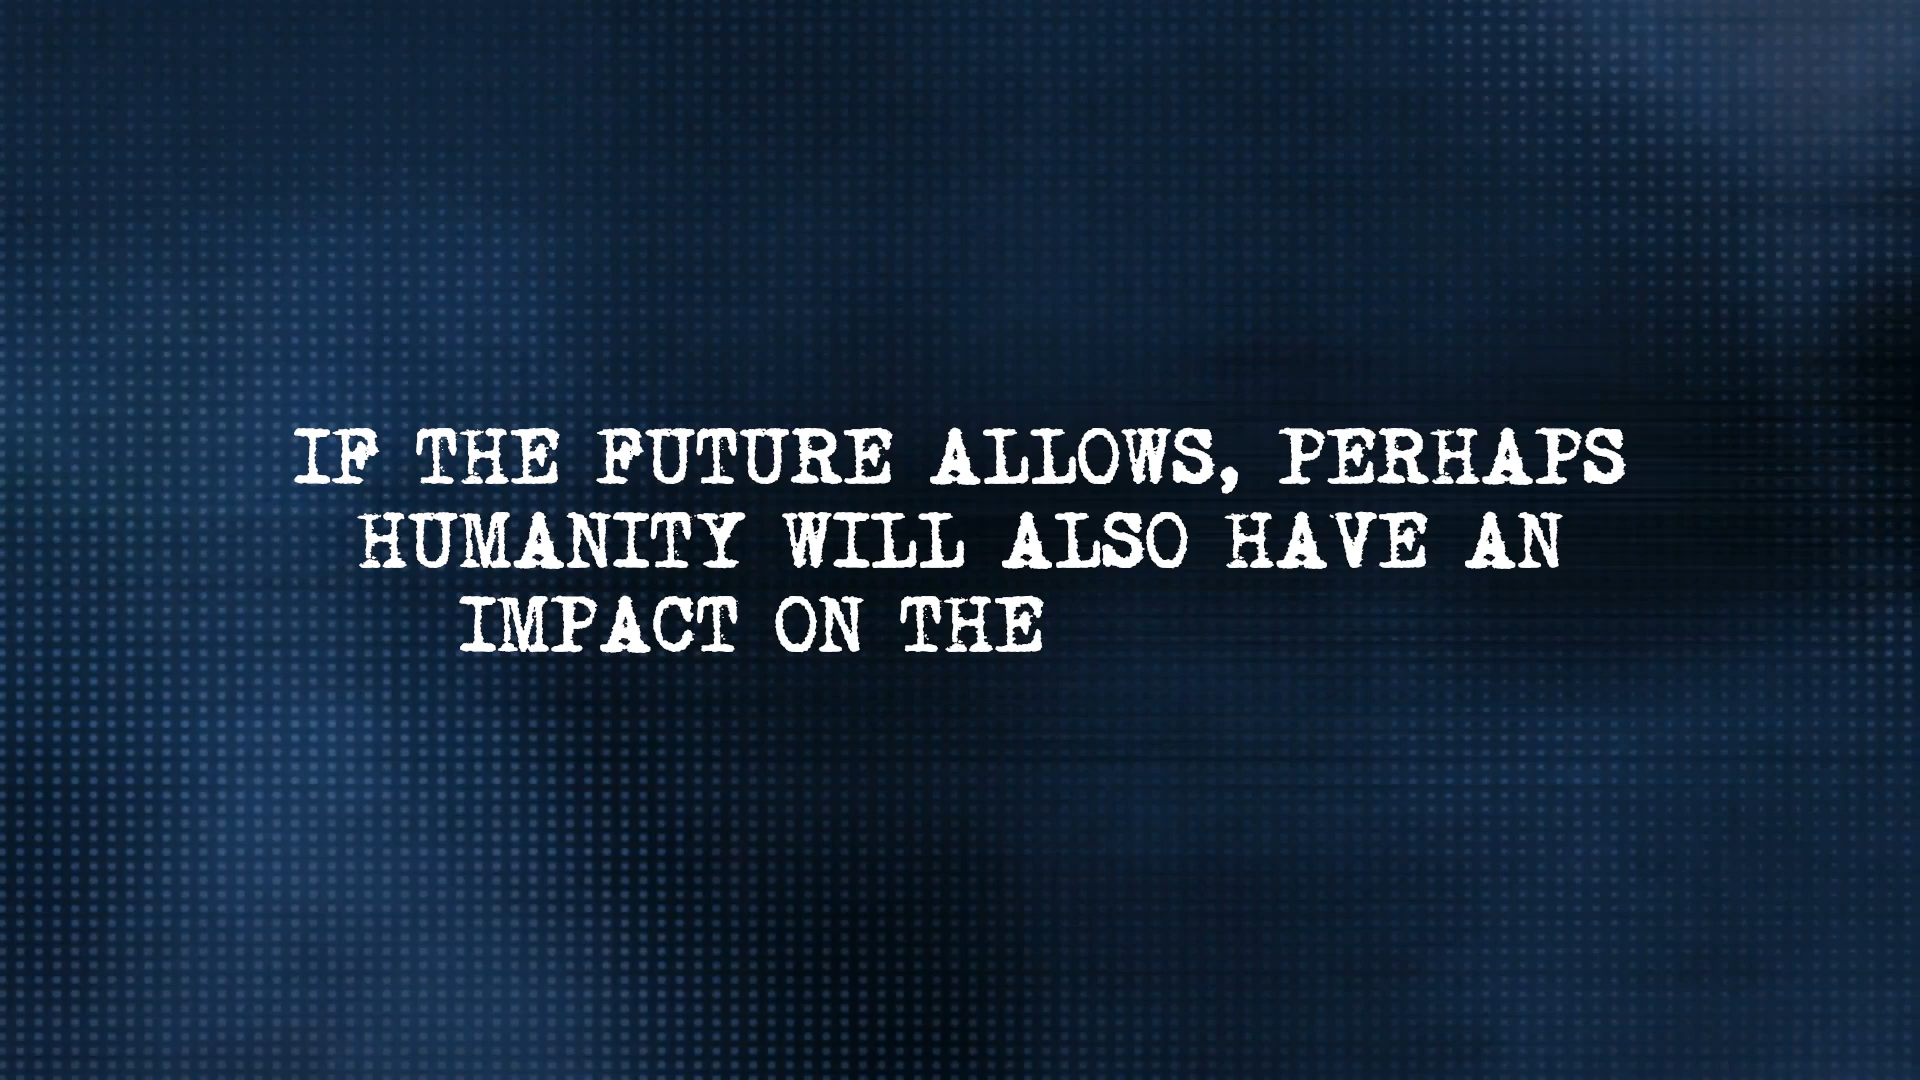 IF THE FUTURE ALLOWS, PERHAPS
HUMANITY WILL ALSO HAVE AN
IMPACT ON THE